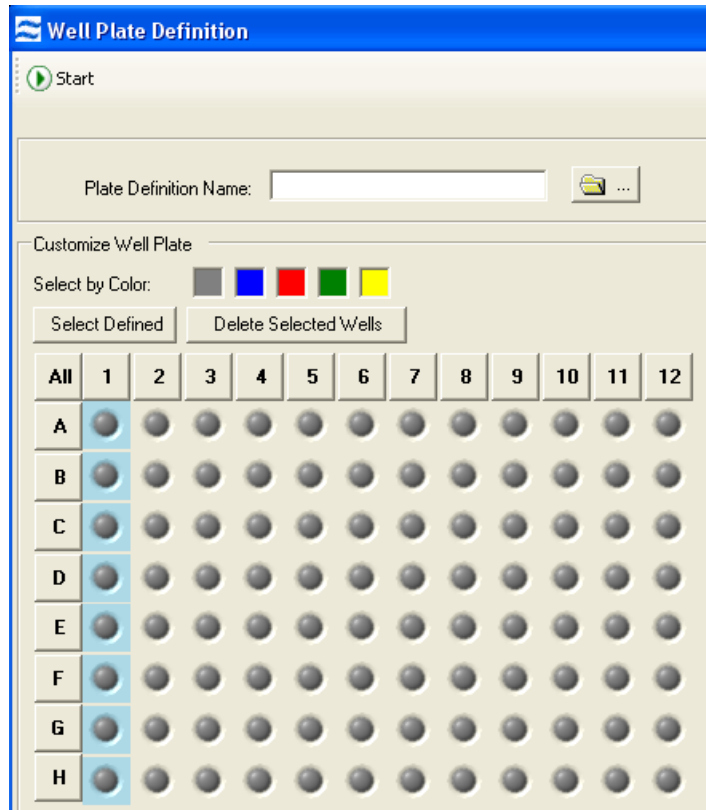 Well Plate Definition
Start
Plate Definition Name:
...
Customize Well Plate
Select by Color:
Select Defined Delete Selected Wells
All 1 2 3 4 5 6 7 8 9 10 11 12
A
B
C
D
E
F
G
H